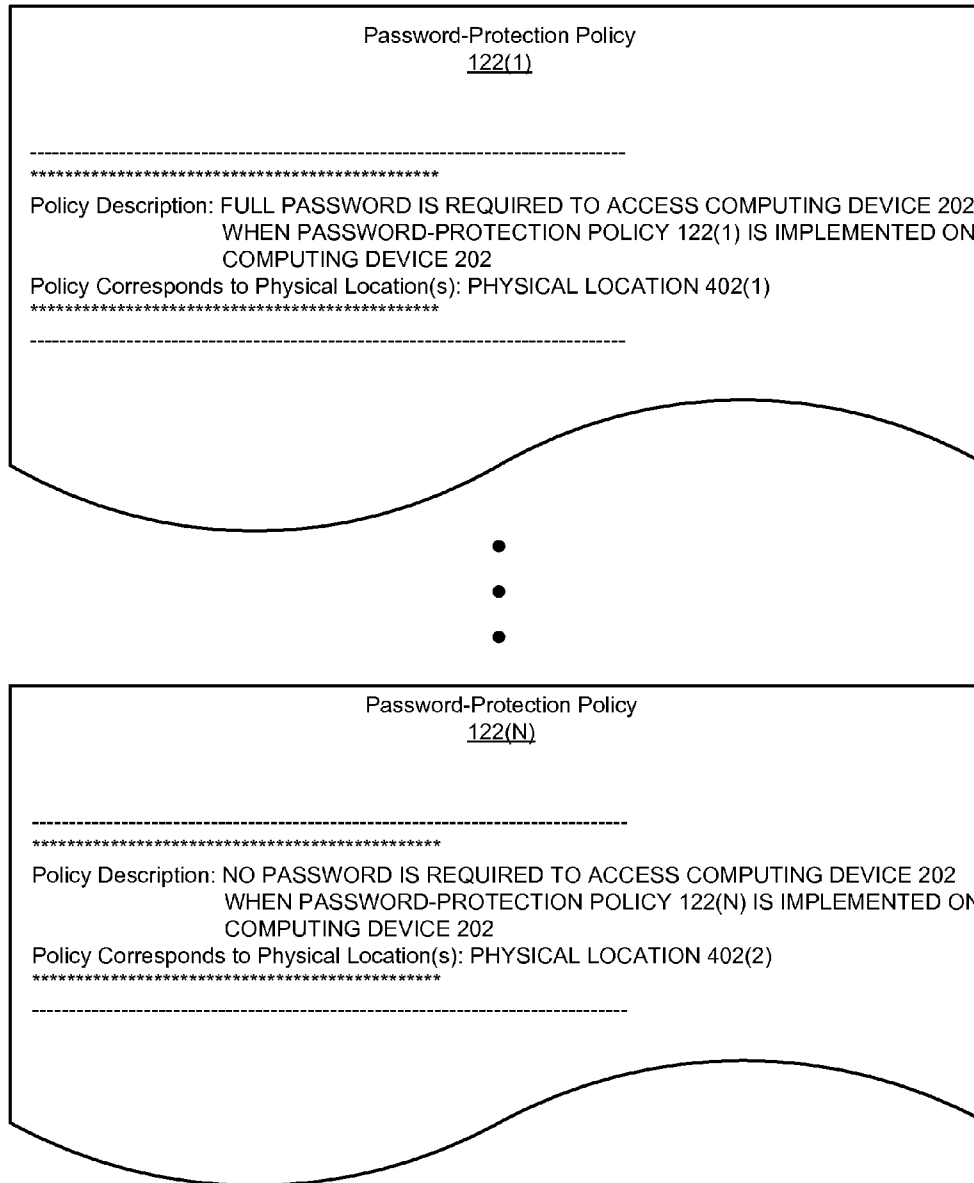 Password-Protection Policy
122(1)
--------------------------------------------------------------------------------
***********************************************
Policy Description: FULL PASSWORD IS REQUIRED TO ACCESS COMPUTING DEVICE 202
WHEN PASSWORD-PROTECTION POLICY 122(1) IS IMPLEMENTED ON
COMPUTING DEVICE 202
Policy Corresponds to Physical Location(s): PHYSICAL LOCATION 402(1)
***********************************************
--------------------------------------------------------------------------------
Password-Protection Policy
122(N)
--------------------------------------------------------------------------------
***********************************************
Policy Description: NO PASSWORD IS REQUIRED TO ACCESS COMPUTING DEVICE 202
WHEN PASSWORD-PROTECTION POLICY 122(N) IS IMPLEMENTED ON
COMPUTING DEVICE 202
Policy Corresponds to Physical Location(s): PHYSICAL LOCATION 402(2)
***********************************************
--------------------------------------------------------------------------------